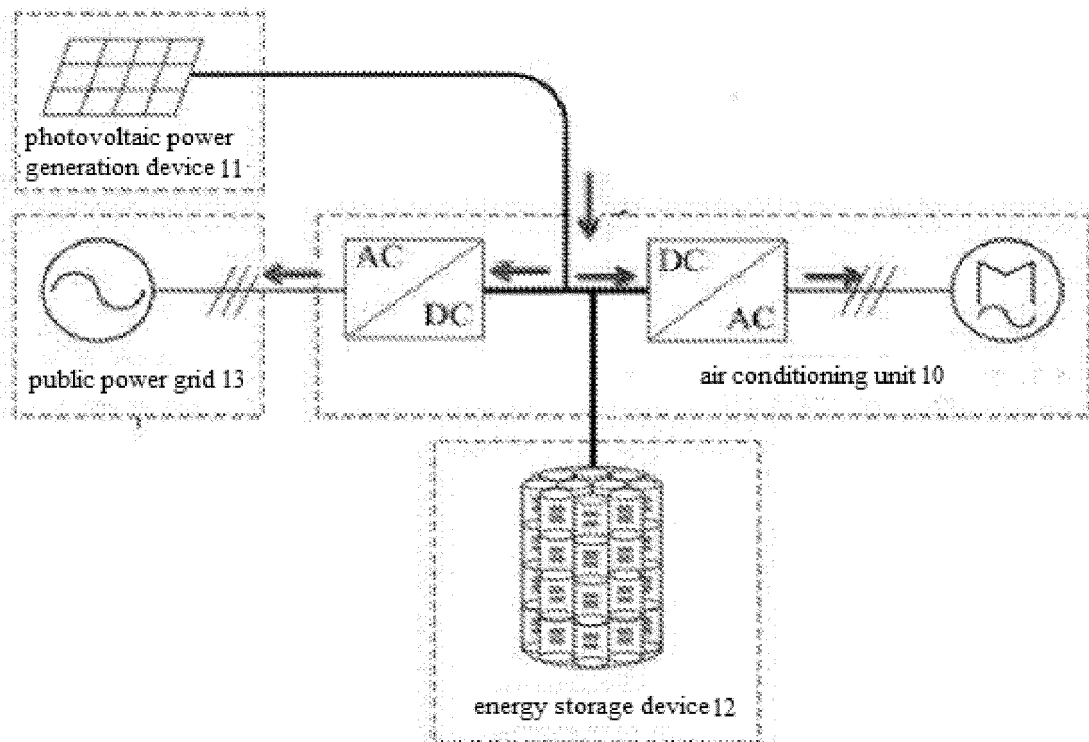 photovoltaic power
generation device 11
AC
DC
DC
AC
M
public power grid 13
air conditioning unit 10
energy storage device 12